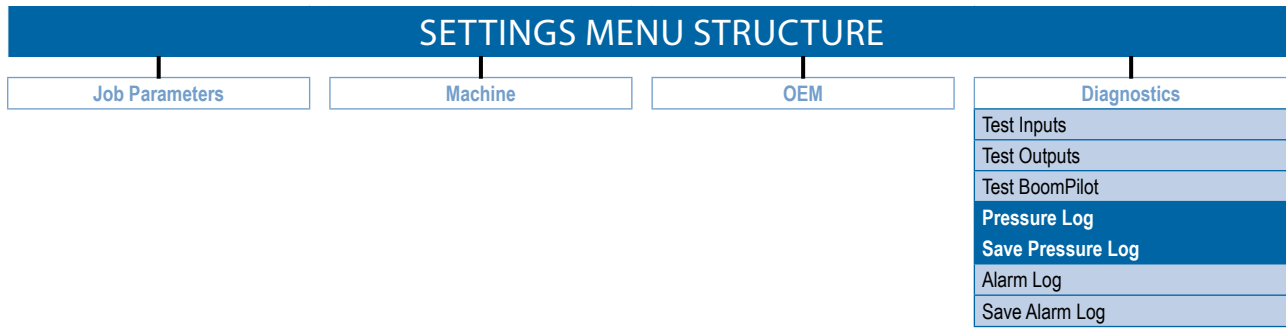 SETTINGS MENU STRUCTURE
Job Parameters
Machine
OEM
Diagnostics
Test Inputs
Test Outputs
Test BoomPilot
Pressure Log
Save Pressure Log
Alarm Log
Save Alarm Log